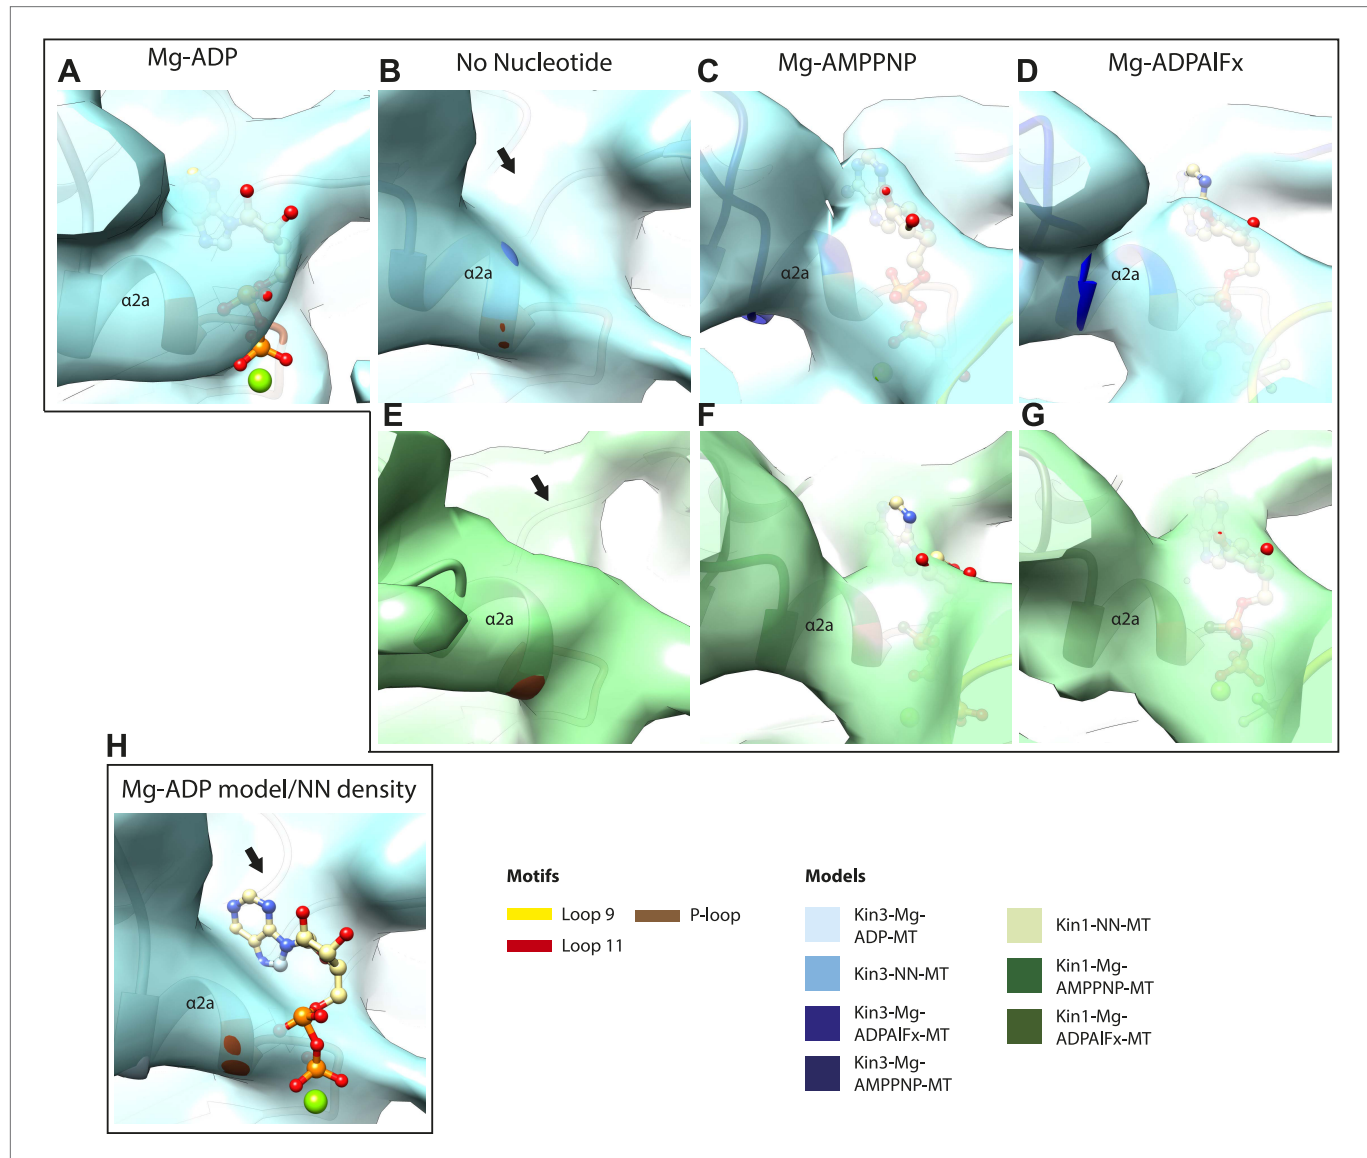 A
Mg-ADP
B
No Nucleotide
C
Mg-AMPPNP
D
Mg-ADPAlFx
α2a
α2a
α2a
α2a
E
F
G
α2a
α2a
α2a
H
Mg-ADP model/NN density
α2a
Motifs
Loop 9
P-loop
Loop 11
Models
Kin3-Mg-
ADP-MT
Kin3-NN-MT
Kin3-Mg-
ADPAlFx-MT
Kin3-Mg-
AMPPNP-MT
Kin1-NN-MT
Kin1-Mg-
AMPPNP-MT
Kin1-Mg-
ADPAlFx-MT